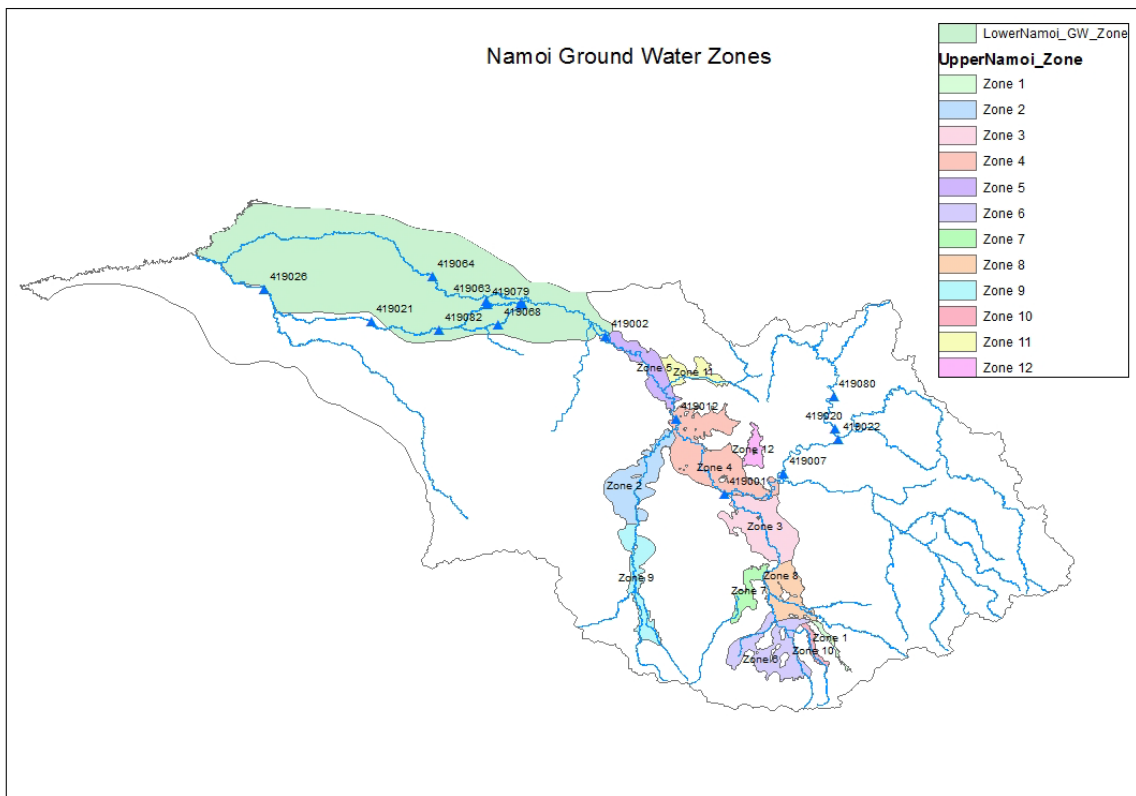 Namoi Ground Water Zones
LowerNamoi_GW_Zone
UpperNamoi_Zone
Zone 1
Zone 2
Zone 3
Zone 4
Zone 5
Zone 6
Zone 7
Zone 8
Zone 9
Zone 10
Zone 11
Zone 12
419064
419026
419063
419079
419021
419082
419068
419002
Zone 5
Zone 11
419080
419012
419020
419022
Zone 12
Zone 4
419007
Zone 2
419001
Zone 3
Zone 9
Zone 8
Zone 7
Zone 1
Zone 10
Zone 6